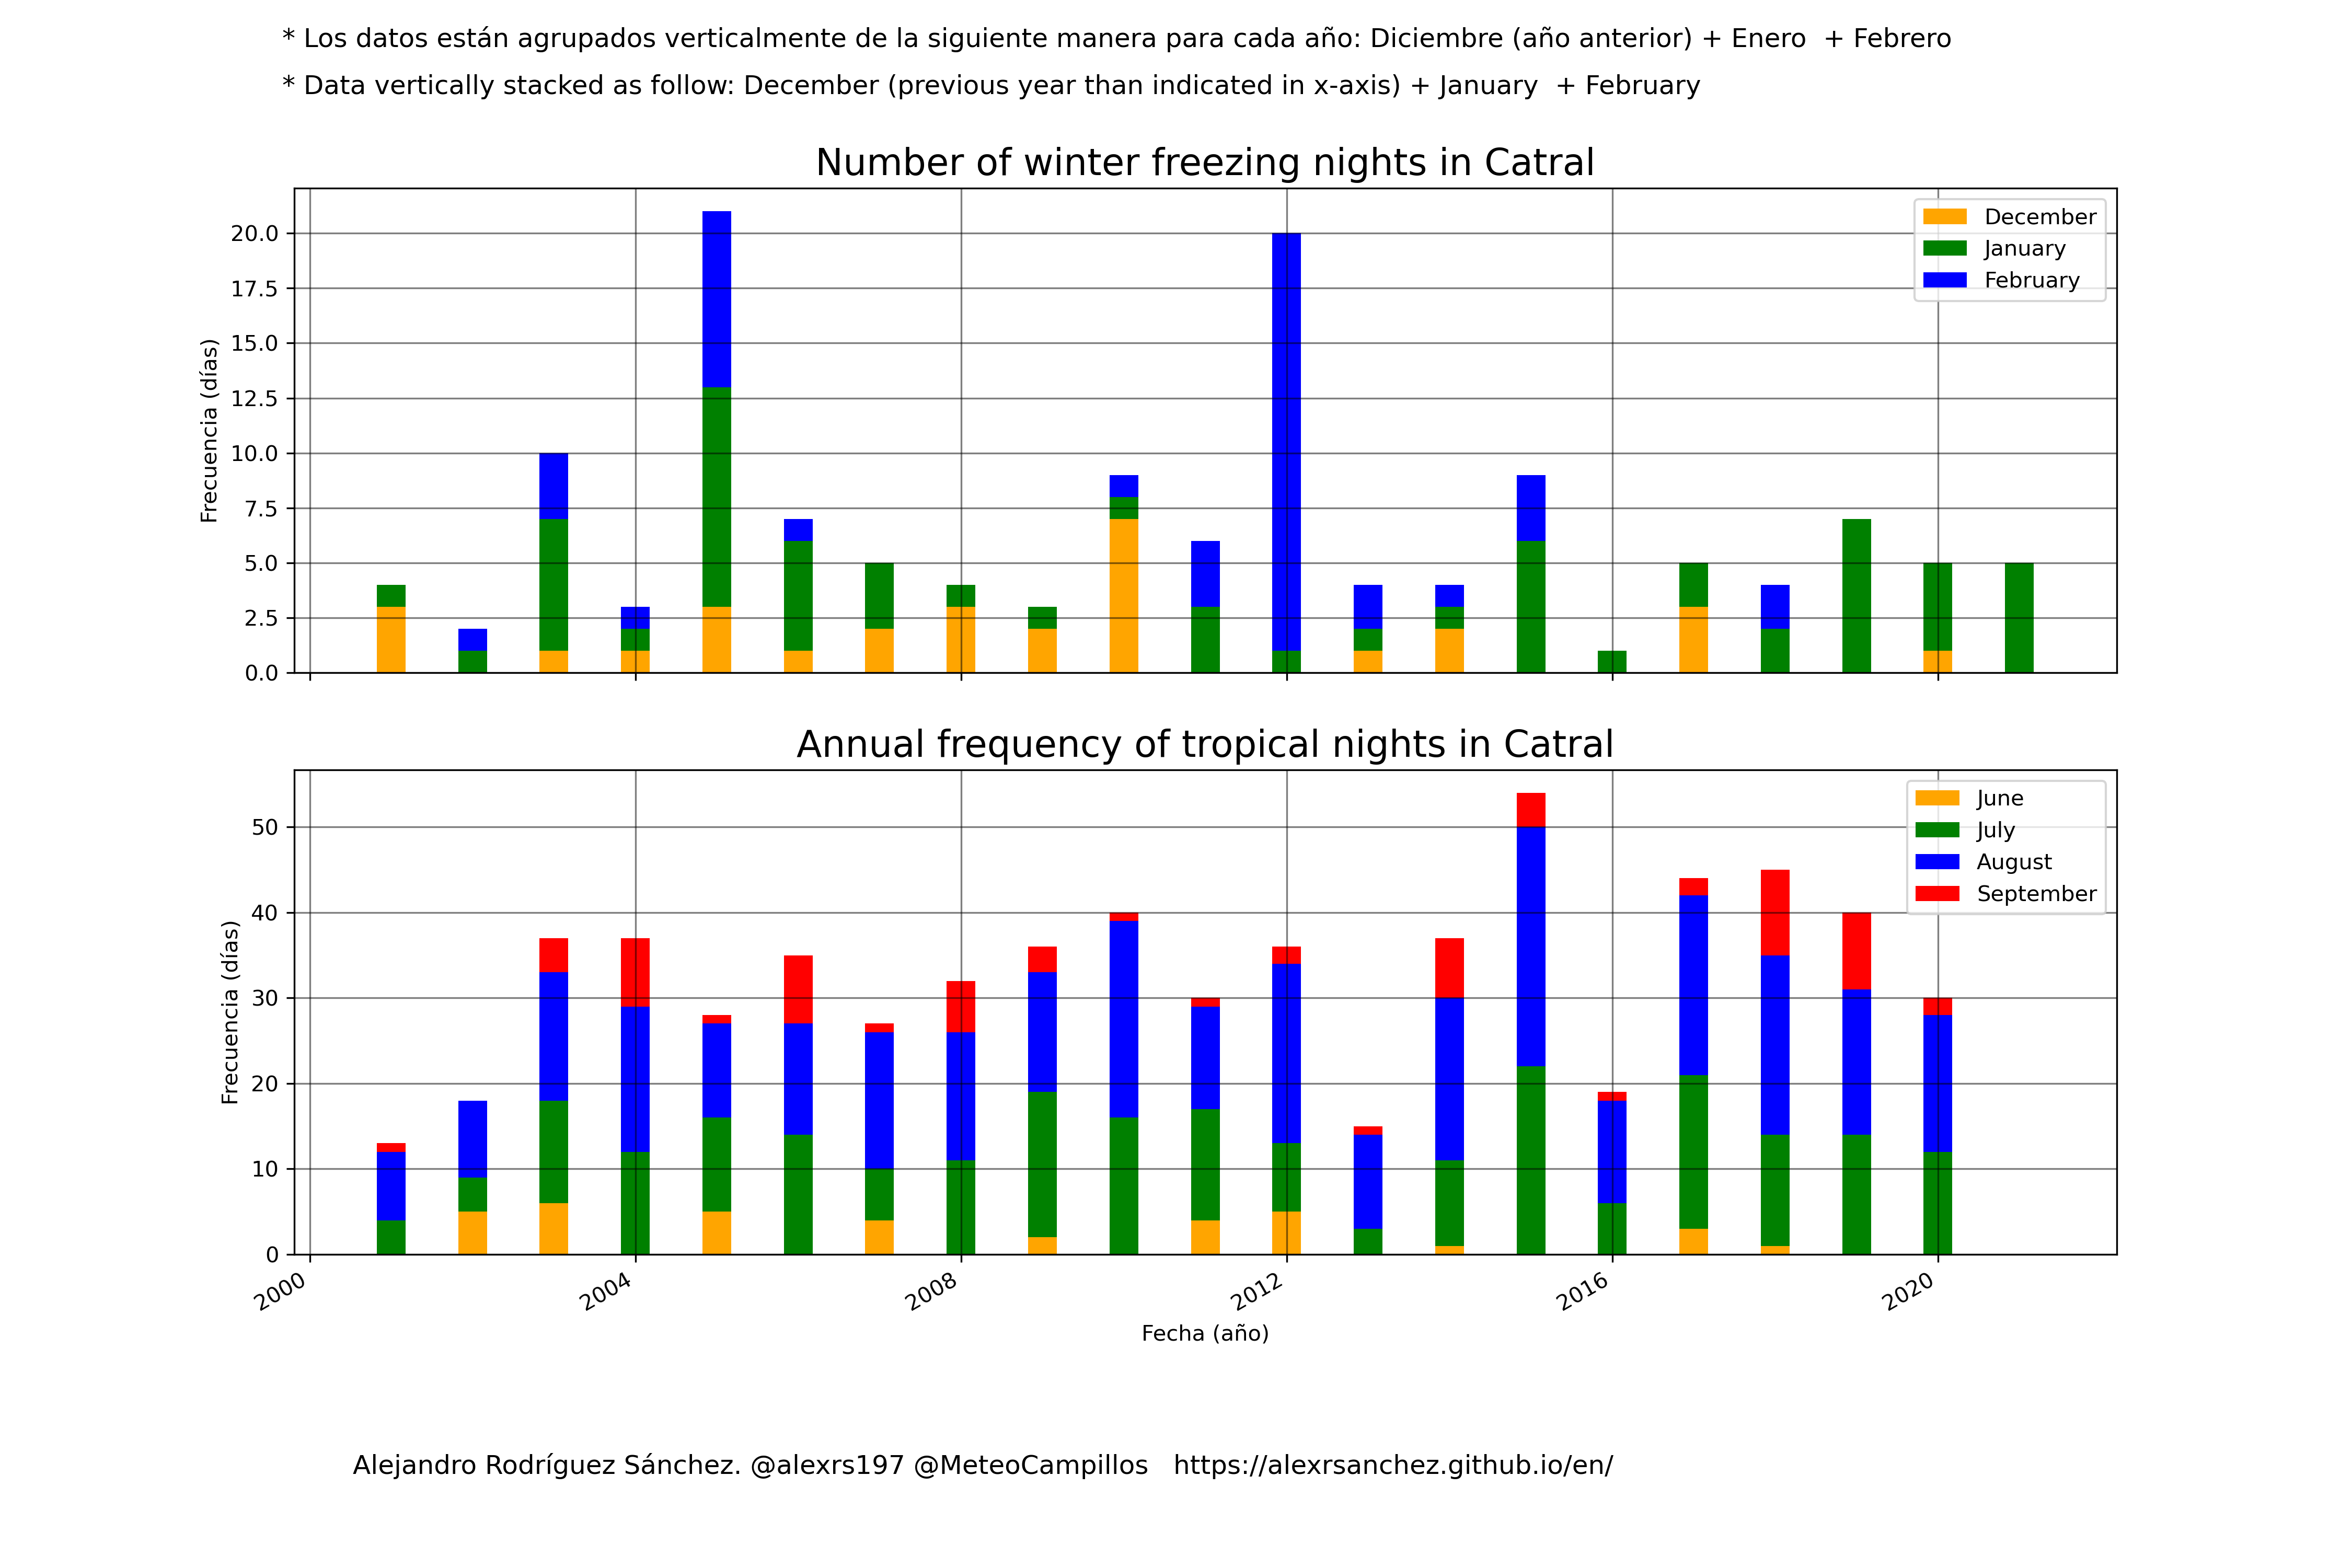 * Los datos están agrupados verticalmente de la siguiente manera para cada año: Diciembre (año anterior) + Enero  + Febrero
* Data vertically stacked as follow: December (previous year than indicated in x-axis) + January  + February
Number of winter freezing nights in Catral
Frecuencia (días)
20.0
17.5
15.0
12.5
10.0
7.5
5.0
2.5
0.0
December
January
February
Annual frequency of tropical nights in Catral
Frecuencia (días)
50
40
30
20
10
0
June
July
August
September
2000
2004
2008
2012
2016
2020
Fecha (año)
Alejandro Rodríguez Sánchez. @alexrs197 @MeteoCampillos   https://alexrsanchez.github.io/en/